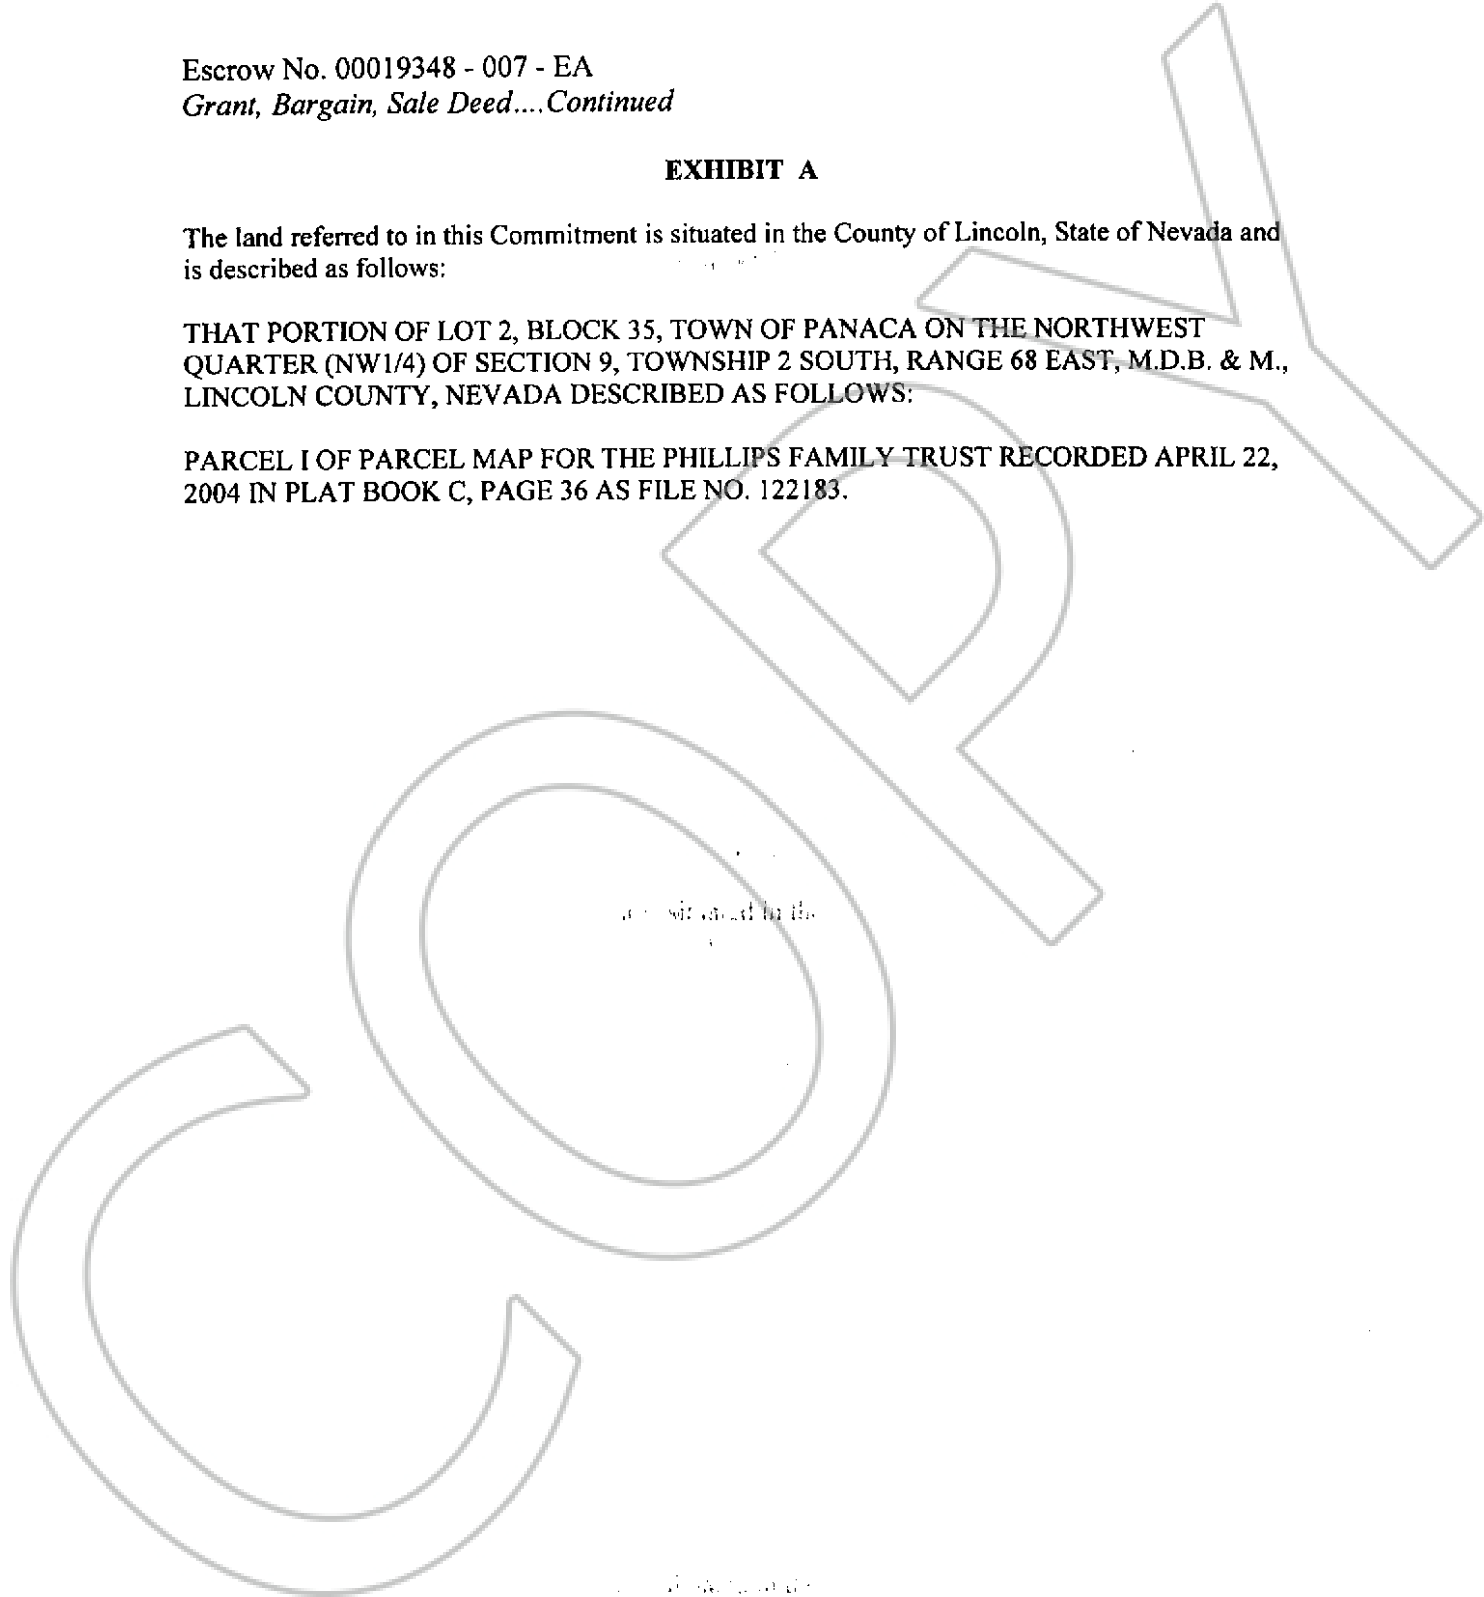 Escrow No. 00019348 - 007 - EA
Grant, Bargain, Sale Deed....Continued
EXHIBIT A
The land referred to in this Commitment is situated in the County of Lincoln, State of Nevada and
is described as follows:
THAT PORTION OF LOT 2, BLOCK 35, TOWN OF PANACA ON THE NORTHWEST
QUARTER (NW1/4) OF SECTION 9, TOWNSHIP 2 SOUTH, RANGE 68 EAST, M.D.B. & M.,
LINCOLN COUNTY, NEVADA DESCRIBED AS FOLLOWS:
PARCEL I OF PARCEL MAP FOR THE PHILLIPS FAMILY TRUST RECORDED APRIL 22,
2004 IN PLAT BOOK C, PAGE 36 AS FILE NO. 122183.
COPY